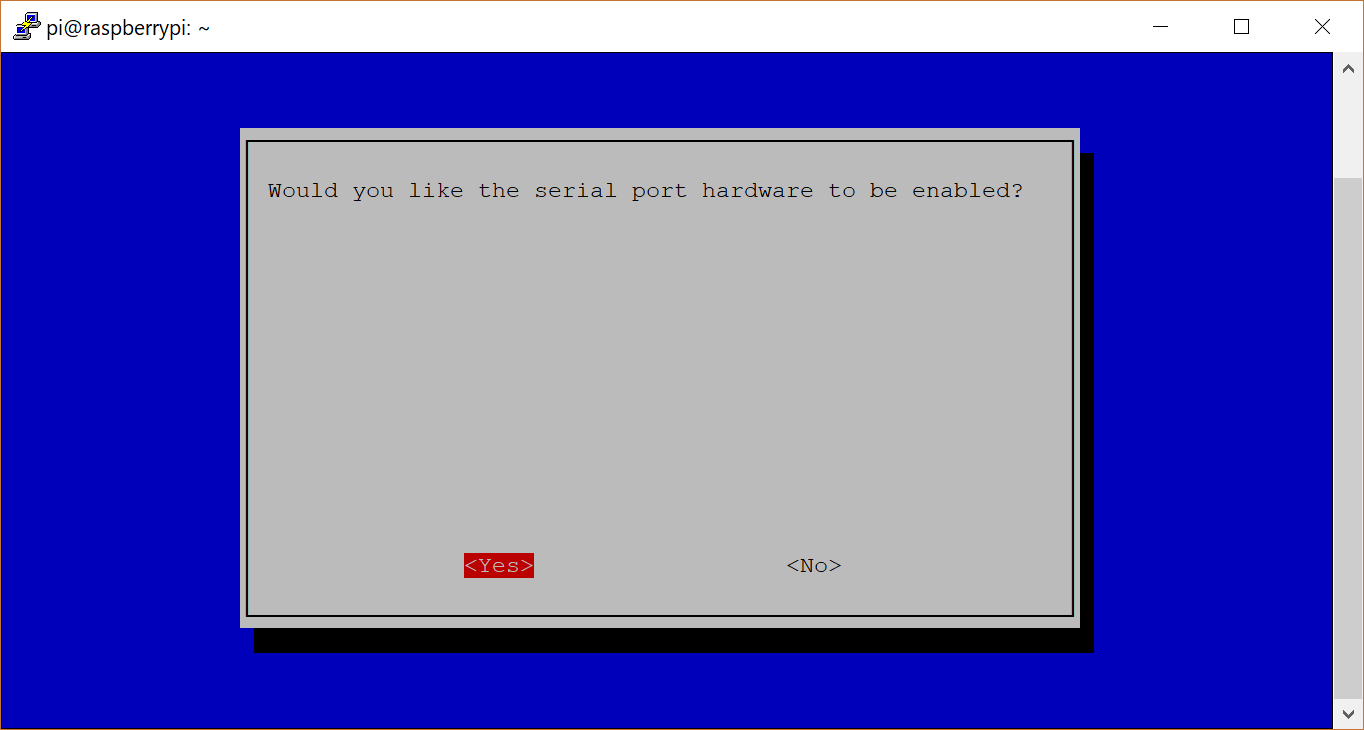 pi@raspberrypi: ~
Would you like the serial port hardware to be enabled?
<Yes> <No>